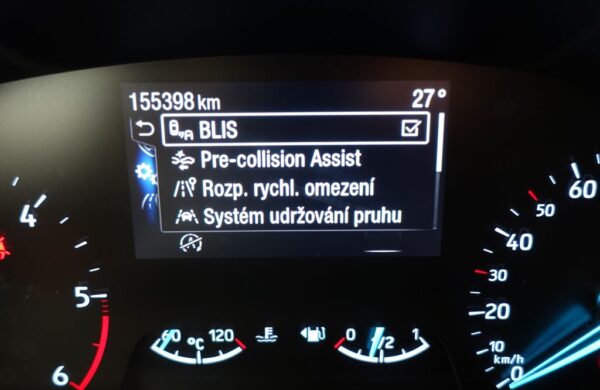 155398 km 27°
BLIS
Pre-collision Assist
Rozp. rychl. omezení
Systém udržování pruhu
4
5
6
60 °C 120
0 1/2 1
60
50
40
30
20
10
km/h
0